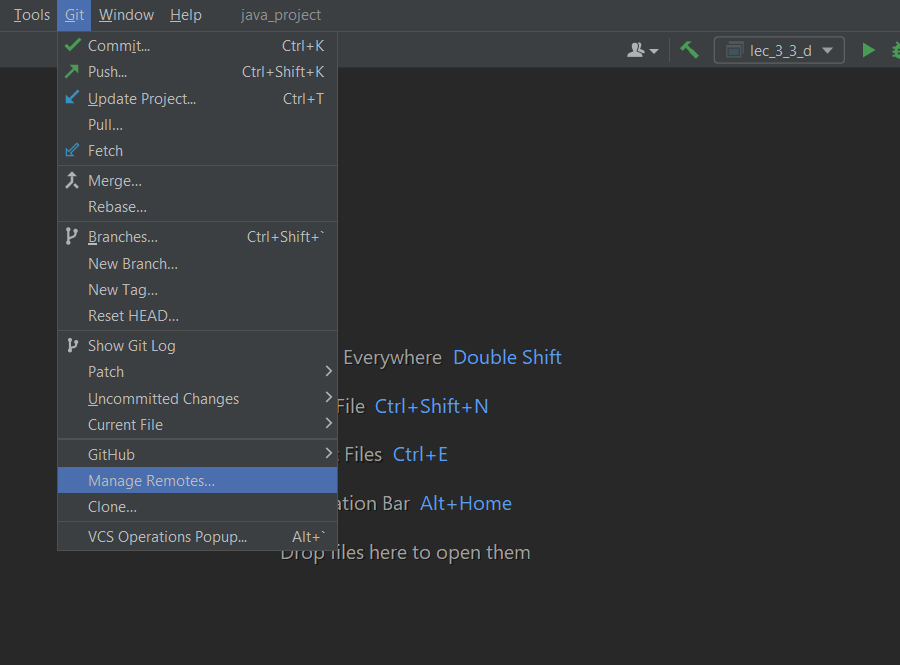 Tools Git Window Help java_project
lec_3_3_d
Commit... Ctrl+K
Push... Ctrl+Shift+K
Update Project... Ctrl+T
Pull...
Fetch
Merge...
Rebase...
Branches... Ctrl+Shift+`
New Branch...
New Tag...
Reset HEAD...
Show Git Log
Patch
Uncommitted Changes
Current File
GitHub
Manage Remotes...
Clone...
VCS Operations Popup... Alt+`
Everywhere Double Shift
File Ctrl+Shift+N
Files Ctrl+E
Bar Alt+Home
Drop files here to open them